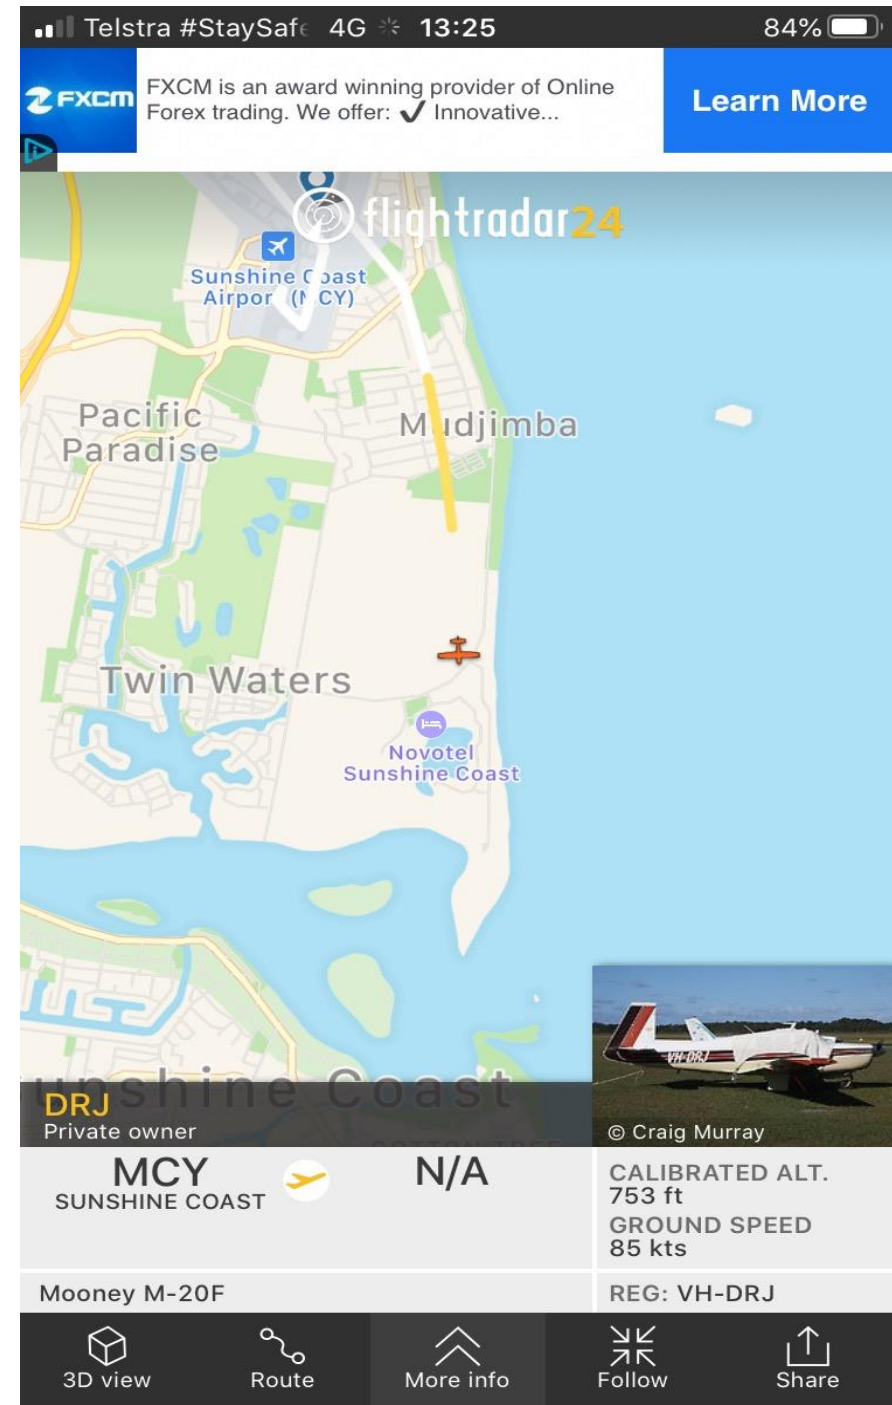 Telstra #StaySafe 4G 13:25 84%
FXCM
FXCM is an award winning provider of Online
Forex trading. We offer: ✓ Innovative...
Learn More
flightradar24
Sunshine Coast
Airport (MCY)
Pacific
Paradise
Mudjimba
Twin Waters
Novotel
Sunshine Coast
Sunshine Coast
DRJ
Private owner
VH-DRJ
© Craig Murray
MCY
SUNSHINE COAST
N/A
CALIBRATED ALT.
753 ft
GROUND SPEED
85 kts
Mooney M-20F
REG: VH-DRJ
3D view
Route
More info
Follow
Share